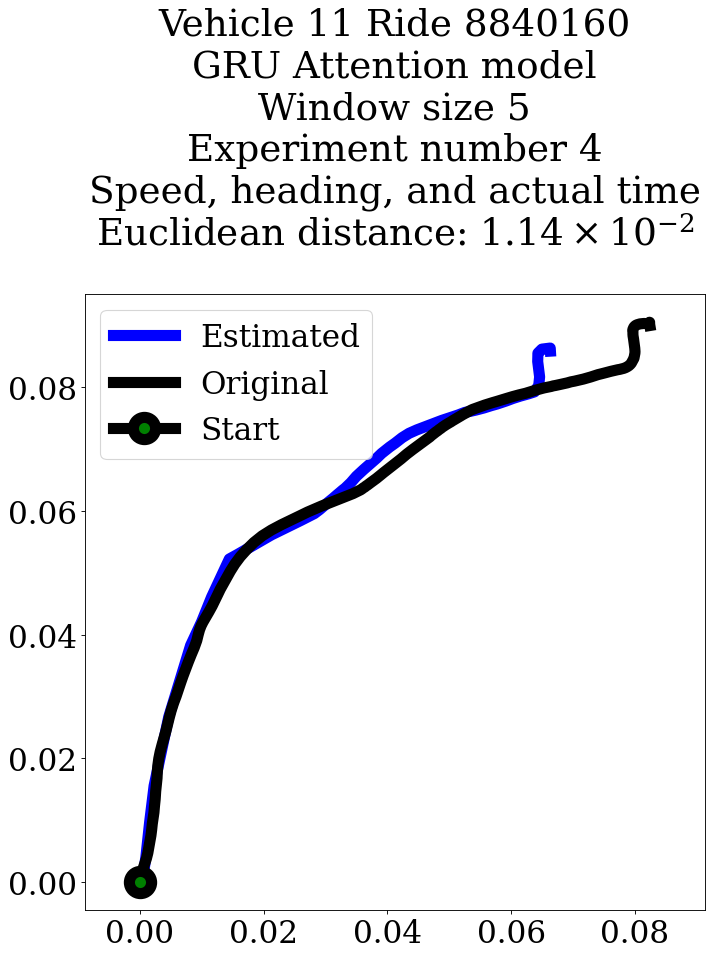 Vehicle 11 Ride 8840160
GRU Attention model
Window size 5
Experiment number 4
Speed, heading, and actual time
Euclidean distance: 1.14 × 10⁻²
Estimated
Original
Start
0.08
0.06
0.04
0.02
0.00
0.00 0.02 0.04 0.06 0.08